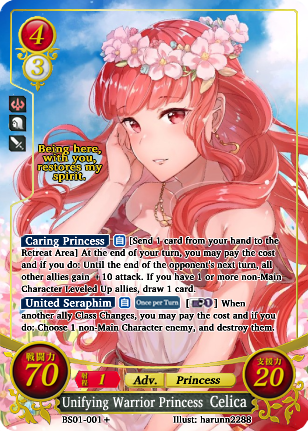 4
3
Being here,
with you,
restores my
spirit.
Caring Princess [Send 1 card from your hand to the
Retreat Area] At the end of your turn, you may pay the cost
and if you do: Until the end of the opponent's next turn, all
other allies gain +10 attack. If you have 1 or more non-Main
Character Leveled Up allies, draw 1 card.
United Seraphim Once per Turn [ ] When
another ally Class Changes, you may pay the cost and if you
do: Choose 1 non-Main Character enemy, and destroy them.
戦闘力
70
射程 1 Adv. Princess
支援力
20
Unifying Warrior Princess Celica
BS01-001+ Illust: harunn2288